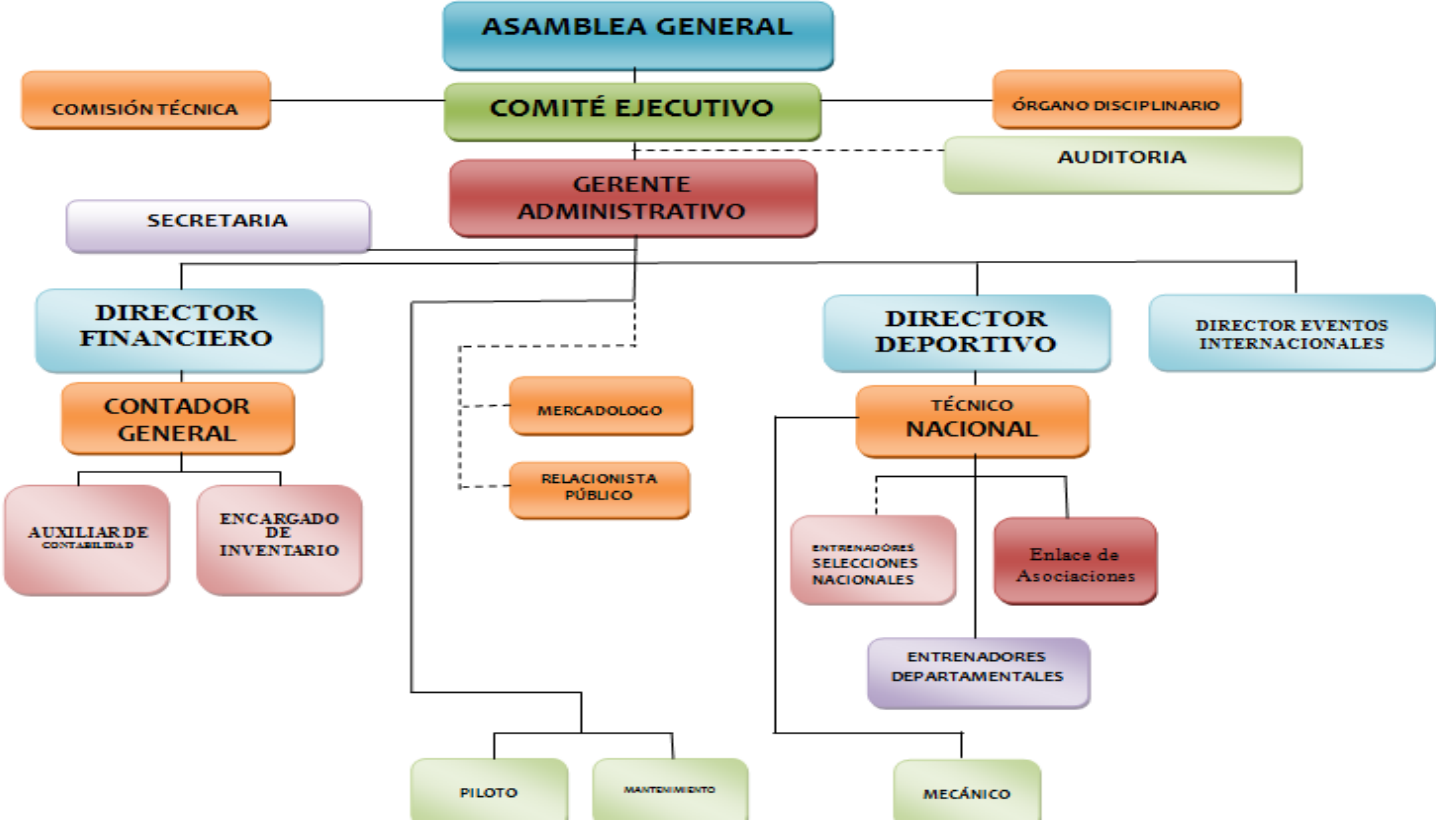 ASAMBLEA GENERAL
COMISIÓN TÉCNICA
COMITÉ EJECUTIVO
ÓRGANO DISCIPLINARIO
AUDITORIA
GERENTE
ADMINISTRATIVO
SECRETARIA
DIRECTOR
FINANCIERO
DIRECTOR
DEPORTIVO
DIRECTOR EVENTOS
INTERNACIONALES
CONTADOR
GENERAL
MERCADOLOGO
TÉCNICO
NACIONAL
RELACIONISTA
PÚBLICO
AUXILIAR DE
CONTABILIDAD
ENCARGADO
DE
INVENTARIO
ENTRENADORES
SELECCIONES
NACIONALES
Enlace de
Asociaciones
ENTRENADORES
DEPARTAMENTALES
PILOTO
MANTENIMIENTO
MECÁNICO